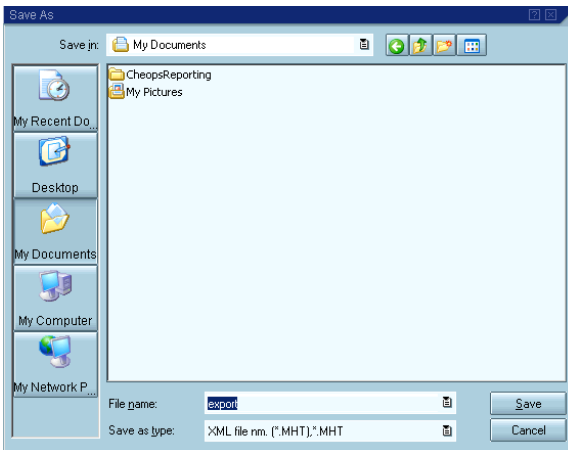 Save As
Save in:
My Documents
CheopsReporting
My Pictures
My Recent Do...
Desktop
My Documents
My Computer
My Network P...
File name:
export
Save
Save as type:
XML file nm. (*.MHT),*.MHT
Cancel